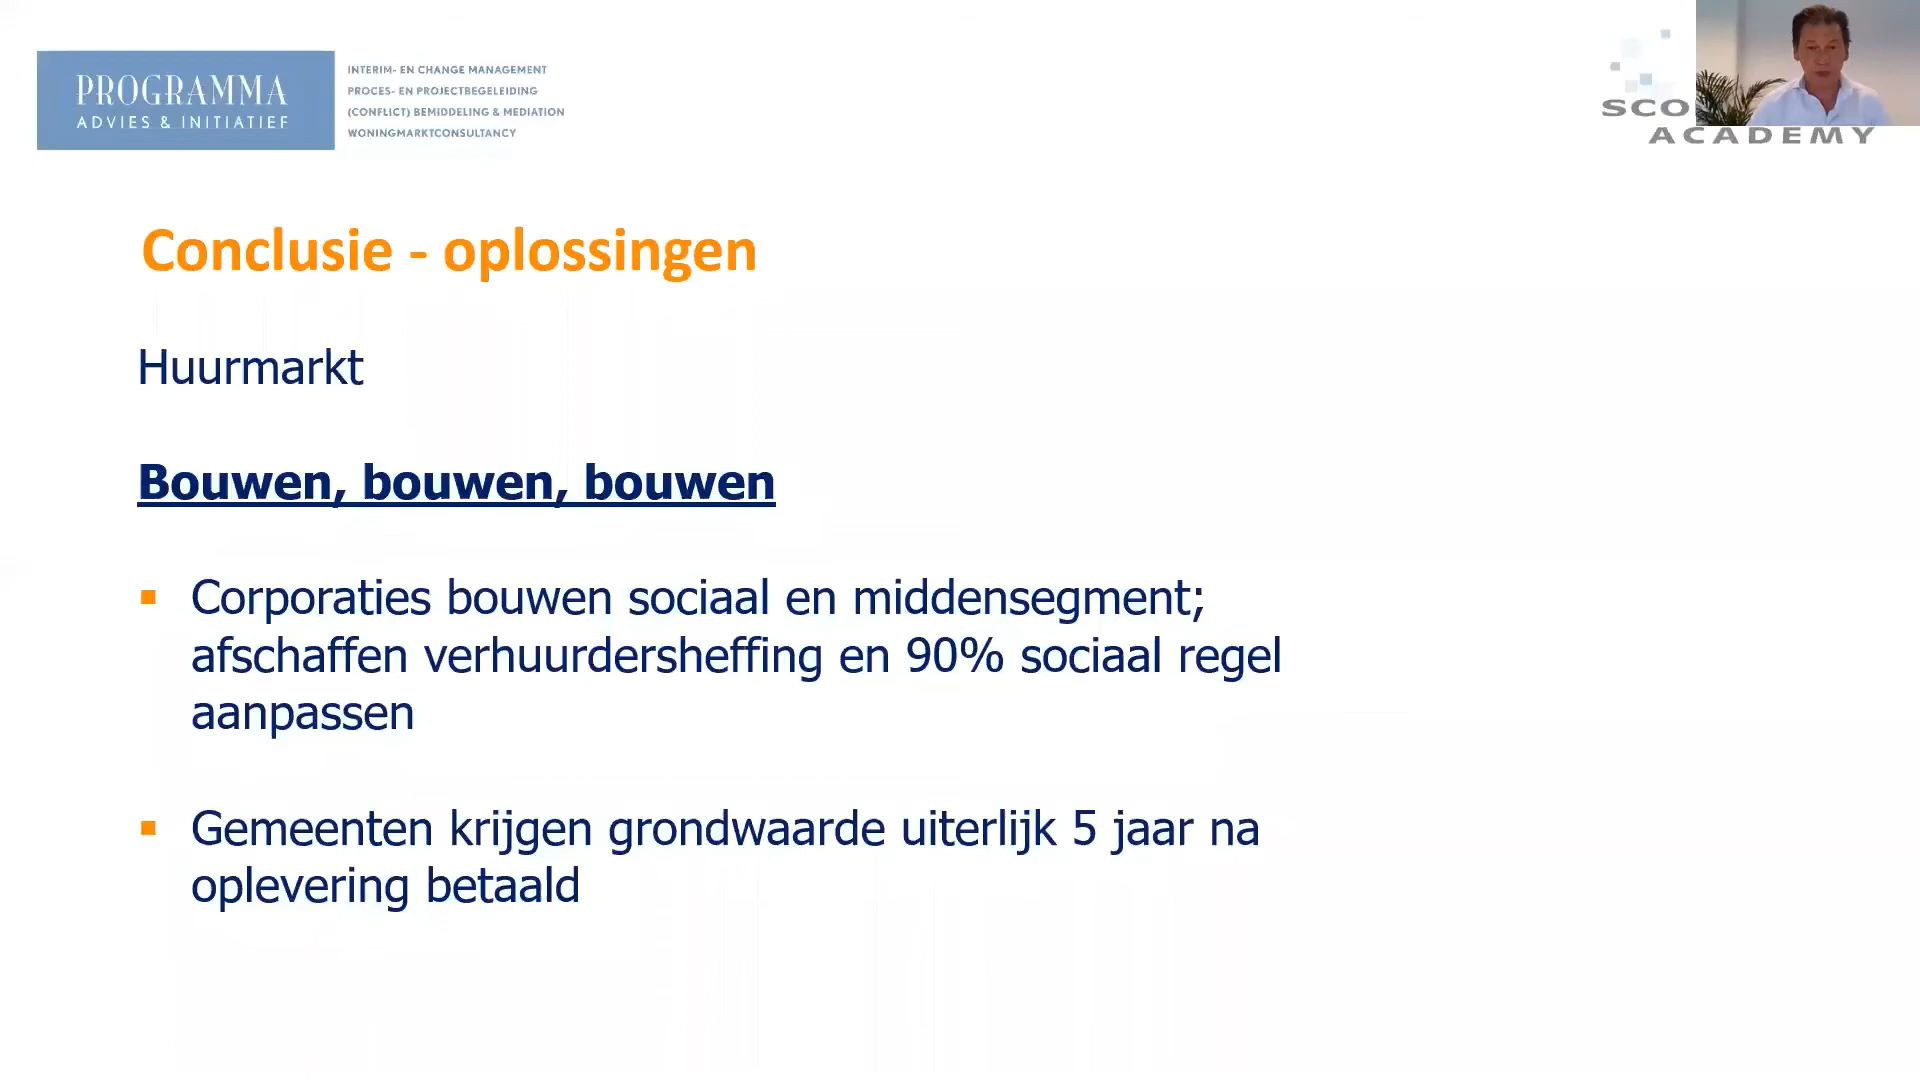 PROGRAMMA
ADVIES & INITIATIEF
INTERIM- EN CHANGE MANAGEMENT
PROCES- EN PROJECTBEGELEIDING
(CONFLICT) BEMIDDELING & MEDIATION
WONINGMARKTCONSULTANCY
ACADEMY
Conclusie - oplossingen
Huurmarkt
Bouwen, bouwen, bouwen
▪ Corporaties bouwen sociaal en middensegment;
afschaffen verhuurdersheffing en 90% sociaal regel
aanpassen
▪ Gemeenten krijgen grondwaarde uiterlijk 5 jaar na
oplevering betaald